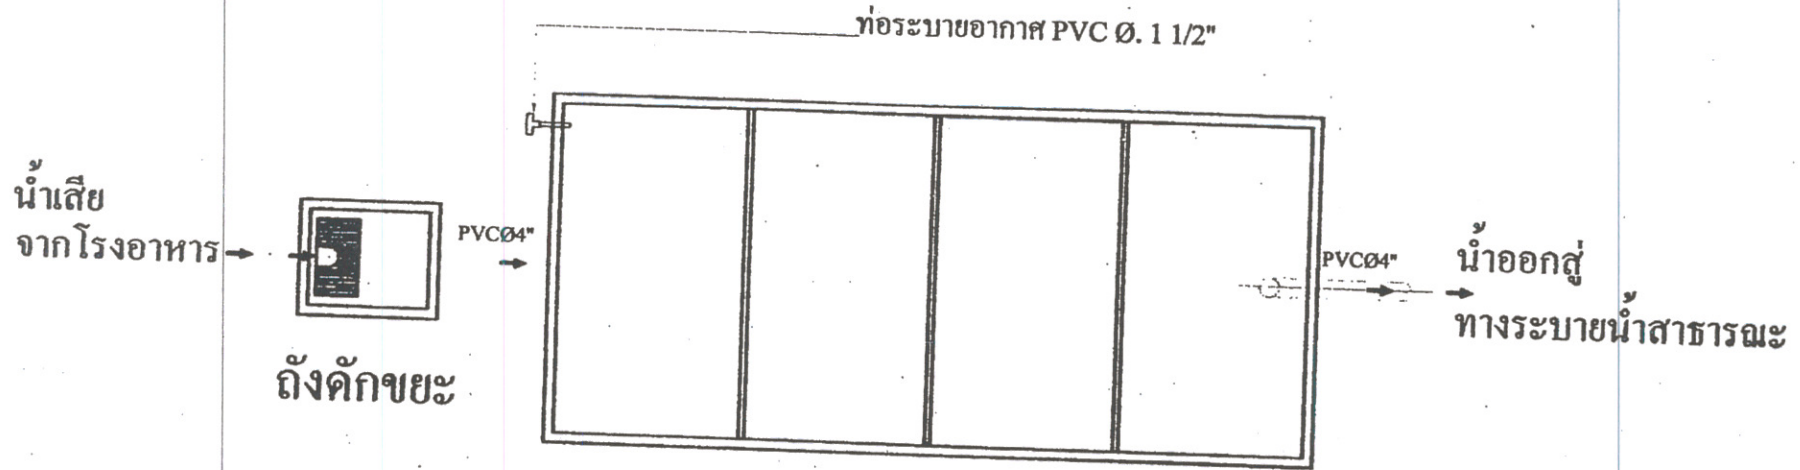 ท่อระบายอากาศ PVC Ø. 1 1/2"
น้ำเสีย
จากโรงอาหาร
PVCØ4"
ถังดักขยะ
PVCØ4"
น้ำออกสู่
ทางระบายน้ำสาธารณะ